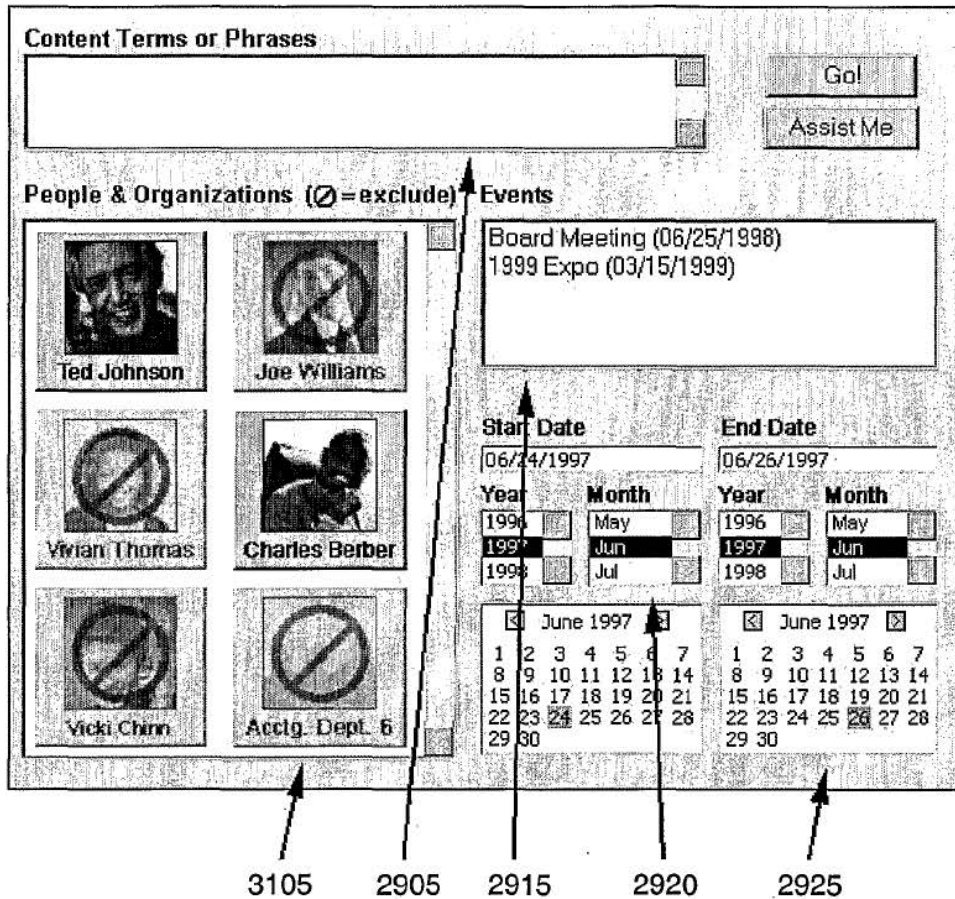 Content Terms or Phrases
Go!
Assist Me
People & Organizations (⊘=exclude)
Events
Board Meeting (06/25/1998)
1999 Expo (03/15/1999)
Ted Johnson
Joe Williams
Vivian Thomas
Charles Berber
Vicki Chinn
Acctg. Dept. 6
Start Date
End Date
06/24/1997
06/26/1997
Year Month Year Month
1996 May 1996 May
1997 Jun 1997 Jun
1998 Jul 1998 Jul
< June 1997 > < June 1997 >
1 2 3 4 5 6 7 1 2 3 4 5 6 7
8 9 10 11 12 13 14 8 9 10 11 12 13 14
15 16 17 18 19 20 21 15 16 17 18 19 20 21
22 23 24 25 26 27 28 22 23 24 25 26 27 28
29 30 29 30
3105 2905 2915 2920 2925